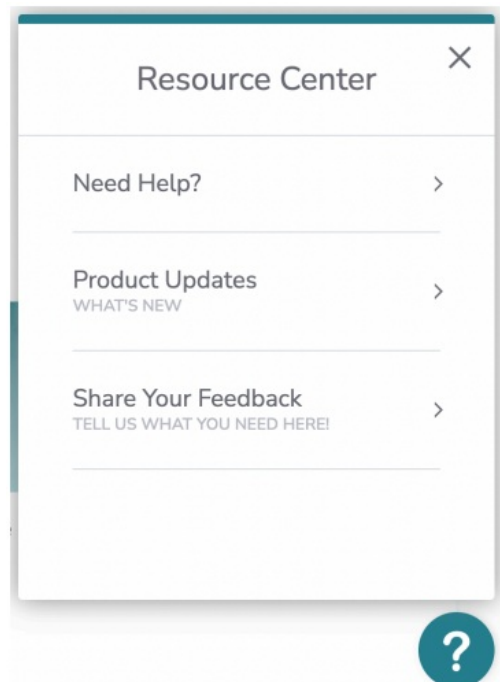 Resource Center
Need Help?
Product Updates
WHAT'S NEW
Share Your Feedback
TELL US WHAT YOU NEED HERE!
?